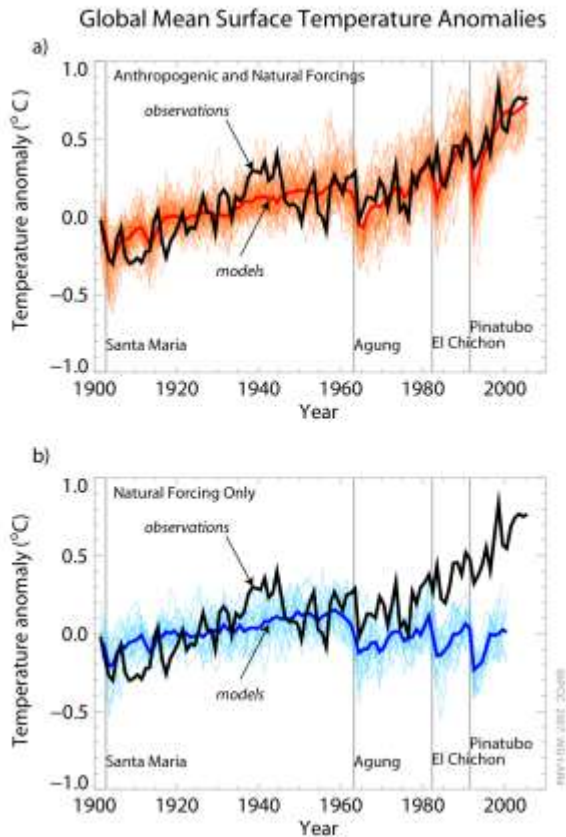 Global Mean Surface Temperature Anomalies
a)
1.0
Anthropogenic and Natural Forcings
observations
0.5
Temperature anomaly (°C)
0.0
models
−0.5
Pinatubo
Santa Maria Agung El Chichon
−1.0
1900 1920 1940 1960 1980 2000
Year
b)
1.0
Natural Forcing Only
observations
0.5
Temperature anomaly (°C)
0.0
models
−0.5
Pinatubo
Santa Maria Agung El Chichon
−1.0
1900 1920 1940 1960 1980 2000
Year